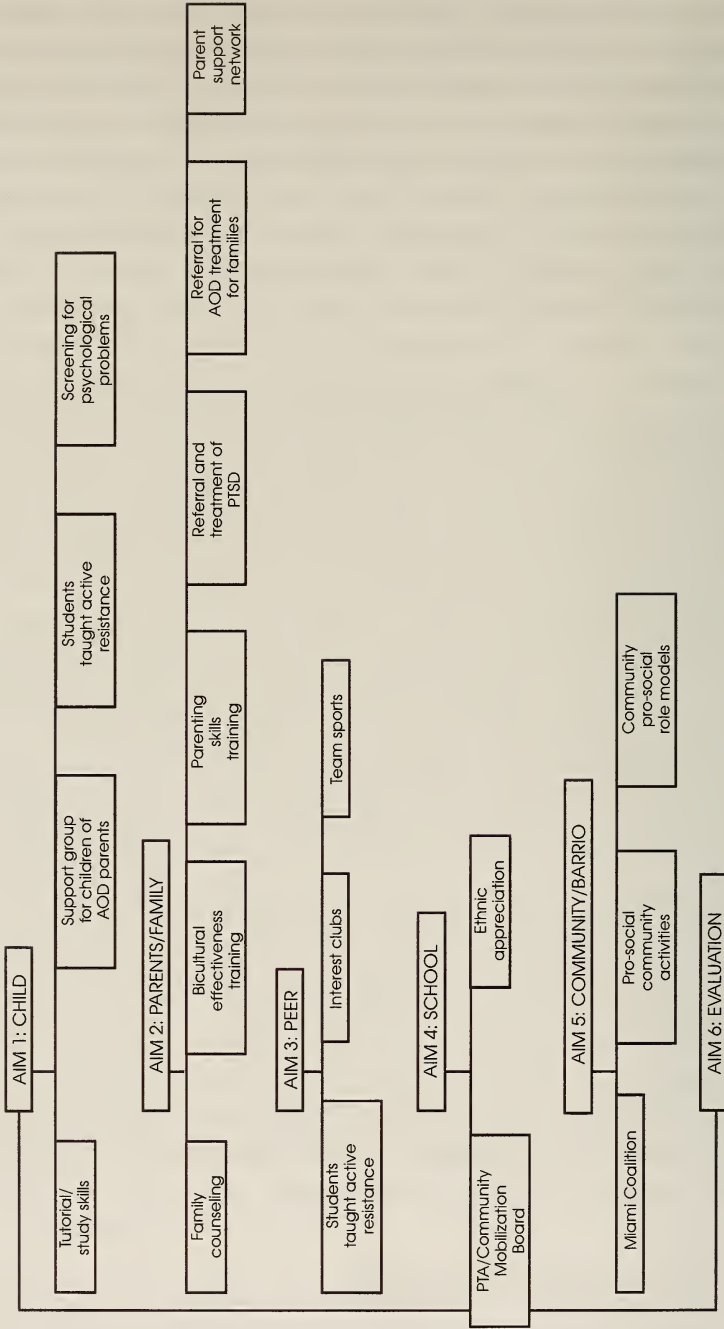 AIM 1: CHILD
Tutorial/
study skills
Support group
for children of
AOD parents
Students
taught active
resistance
Screening for
psychological
problems
AIM 2: PARENTS/FAMILY
Family
counseling
Bicultural
effectiveness
training
Parenting
skills
training
Referral and
treatment of
PTSD
Referral for
AOD treatment
for families
Parent
support
network
AIM 3: PEER
Students
taught active
resistance
Interest clubs
Team sports
AIM 4: SCHOOL
PTA/Community
Mobilization
Board
Ethnic
appreciation
AIM 5: COMMUNITY/BARRIO
Miami Coalition
Pro-social
community
activities
Community
pro-social
role models
AIM 6: EVALUATION